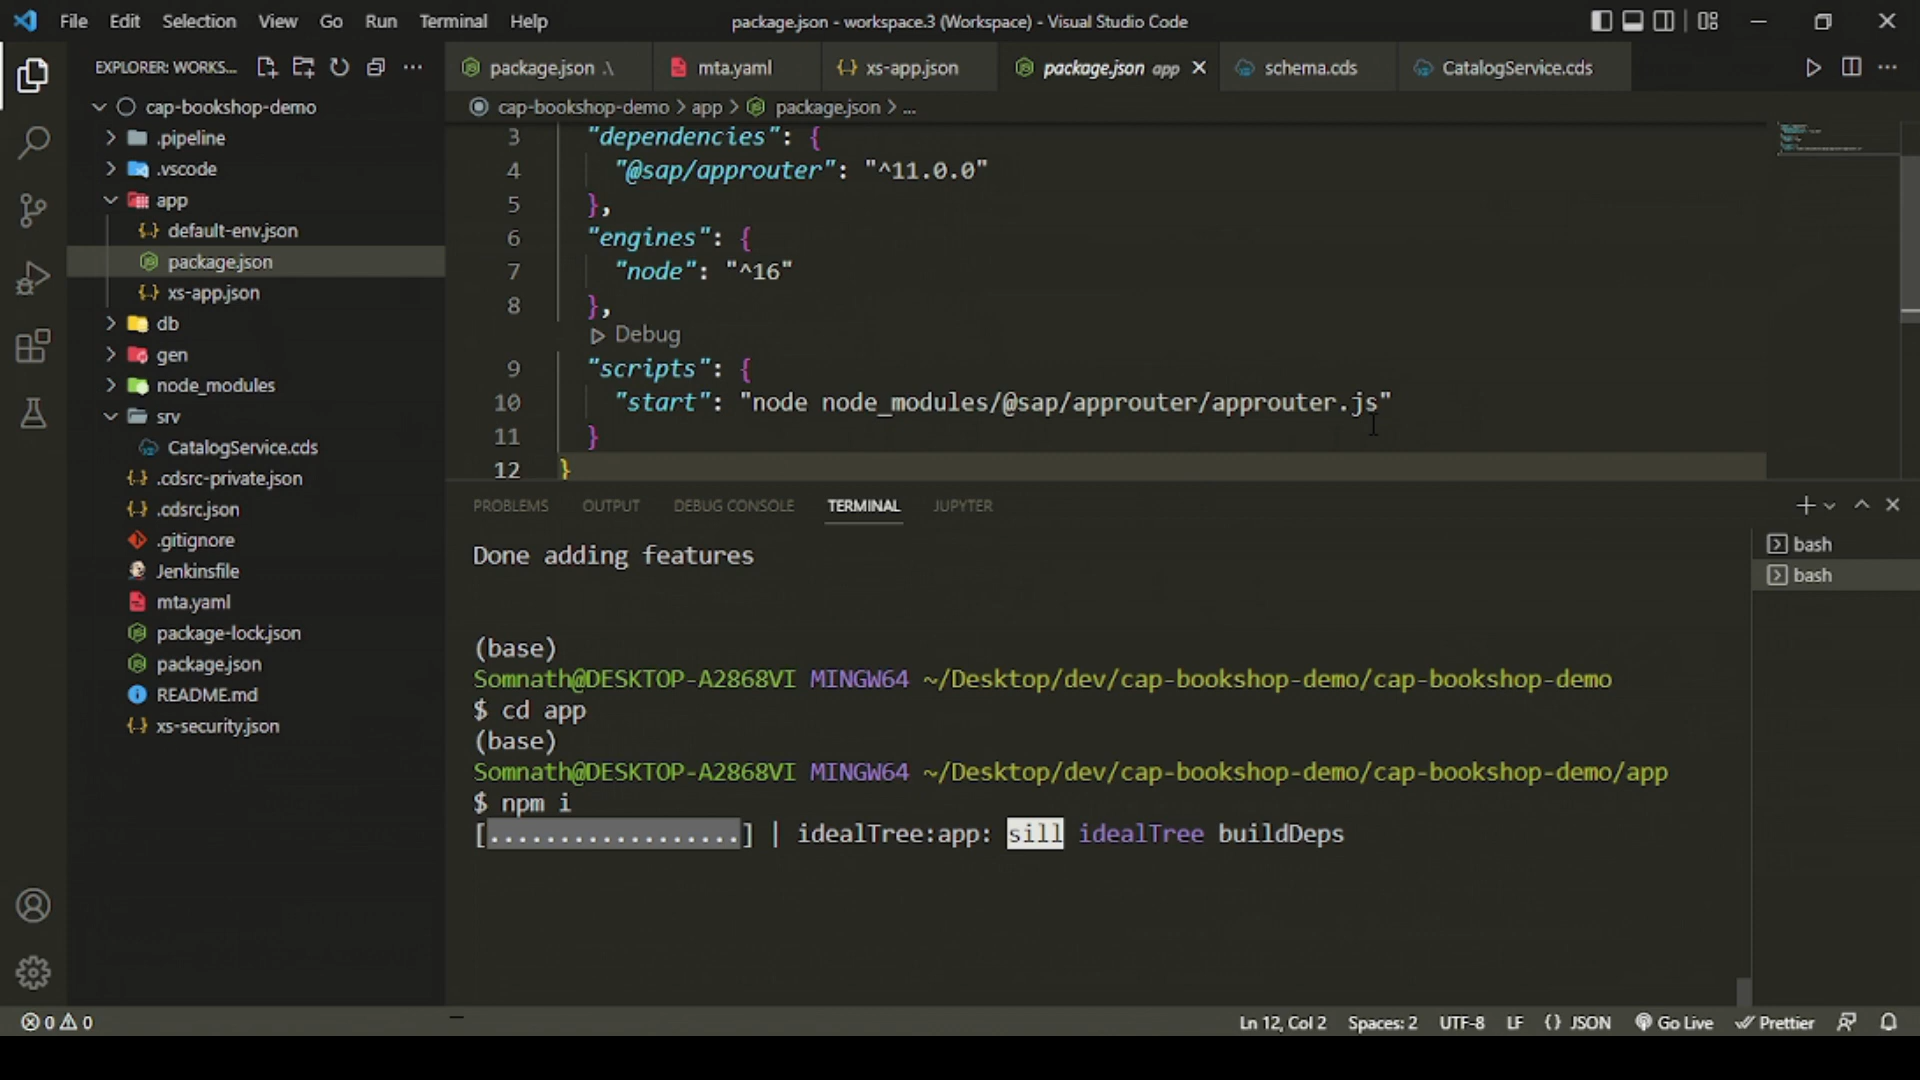 File Edit Selection View Go Run Terminal Help
package.json - workspace.3 (Workspace) - Visual Studio Code
EXPLORER: WORKS...
package.json .\ mta.yaml xs-app.json package.json app schema.cds CatalogService.cds
cap-bookshop-demo > app > package.json > ...
cap-bookshop-demo
.pipeline
.vscode
app
default-env.json
package.json
xs-app.json
db
gen
node_modules
srv
CatalogService.cds
.cdsrc-private.json
.cdsrc.json
.gitignore
Jenkinsfile
mta.yaml
package-lock.json
package.json
README.md
xs-security.json
3 "dependencies": {
4 "@sap/approuter": "^11.0.0"
5 },
6 "engines": {
7 "node": "^16"
8 },
Debug
9 "scripts": {
10 "start": "node node_modules/@sap/approuter/approuter.js"
11 }
12 }
PROBLEMS OUTPUT DEBUG CONSOLE TERMINAL JUPYTER
bash
bash
Done adding features
(base)
Somnath@DESKTOP-A2868VI MINGW64 ~/Desktop/dev/cap-bookshop-demo/cap-bookshop-demo
$ cd app
(base)
Somnath@DESKTOP-A2868VI MINGW64 ~/Desktop/dev/cap-bookshop-demo/cap-bookshop-demo/app
$ npm i
[..................] | idealTree:app: sill idealTree buildDeps
0 0
Ln 12, Col 2 Spaces: 2 UTF-8 LF {} JSON Go Live Prettier